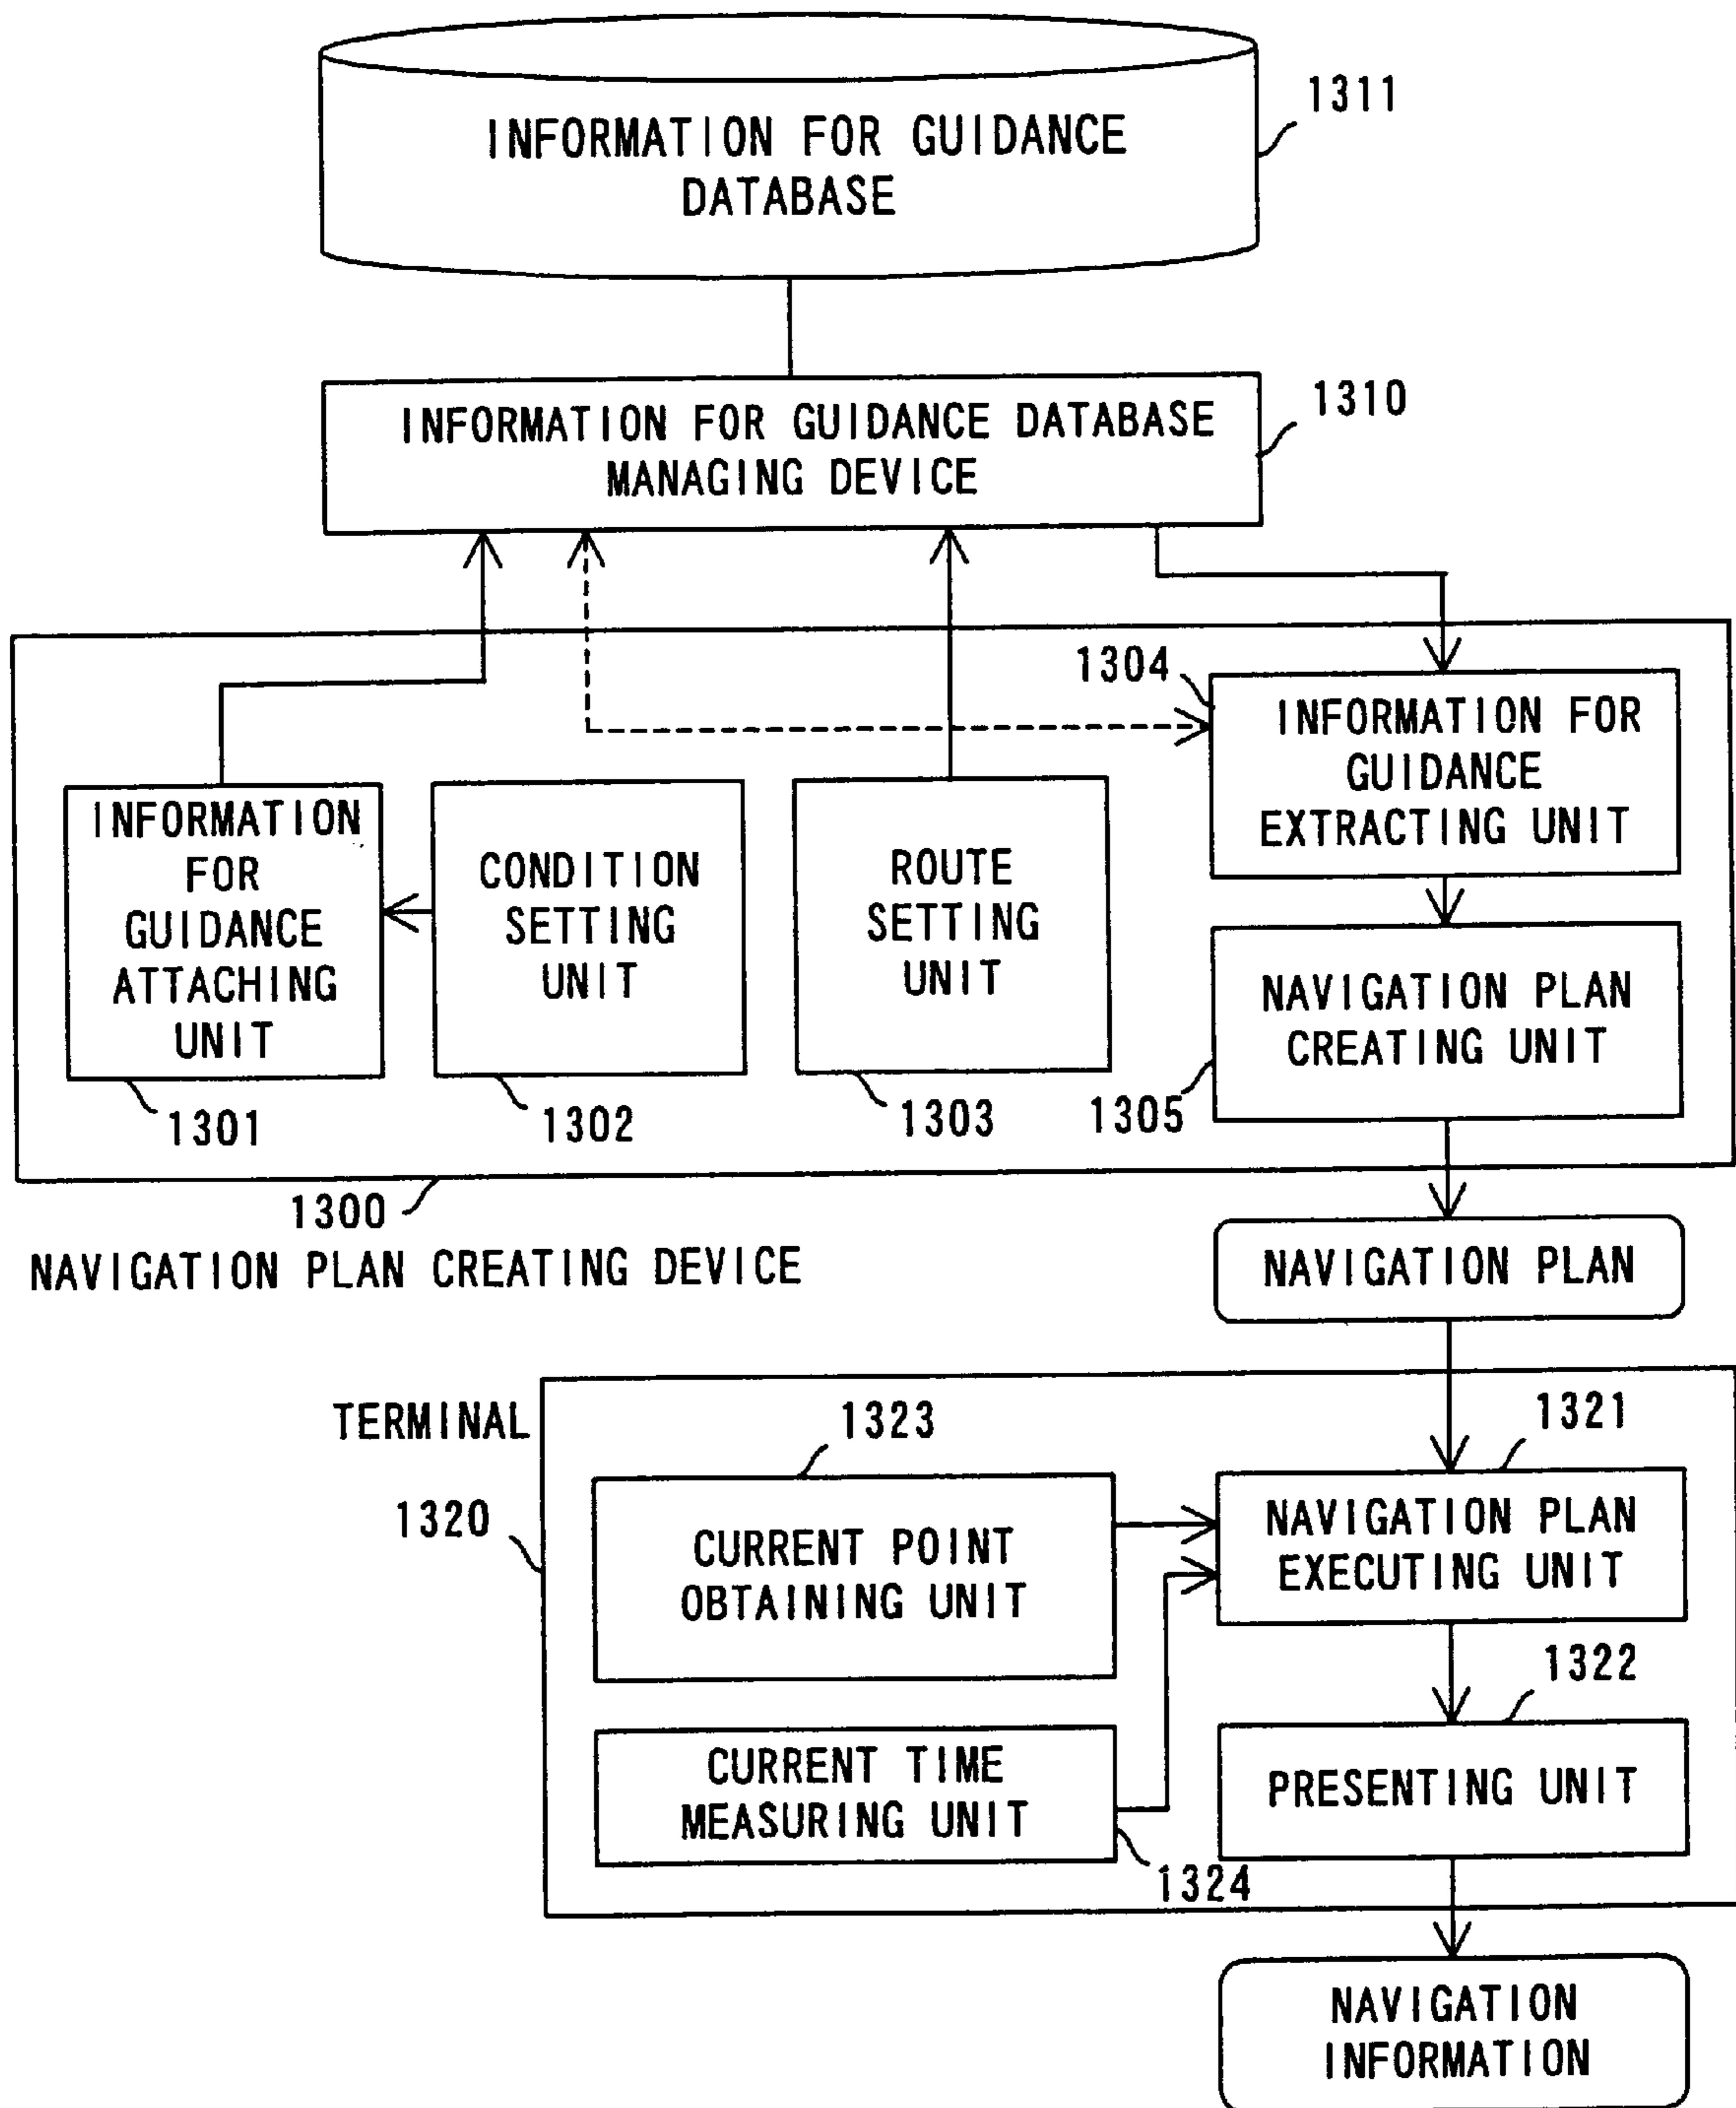 INFORMATION FOR GUIDANCE
DATABASE
1311
INFORMATION FOR GUIDANCE DATABASE
MANAGING DEVICE
1310
1304
INFORMATION FOR
GUIDANCE
EXTRACTING UNIT
INFORMATION
FOR
GUIDANCE
ATTACHING
UNIT
CONDITION
SETTING
UNIT
ROUTE
SETTING
UNIT
NAVIGATION PLAN
CREATING UNIT
1301
1302
1303
1305
1300
NAVIGATION PLAN CREATING DEVICE
NAVIGATION PLAN
TERMINAL
1320
1323
CURRENT POINT
OBTAINING UNIT
1321
NAVIGATION PLAN
EXECUTING UNIT
1322
CURRENT TIME
MEASURING UNIT
1324
PRESENTING UNIT
NAVIGATION
INFORMATION